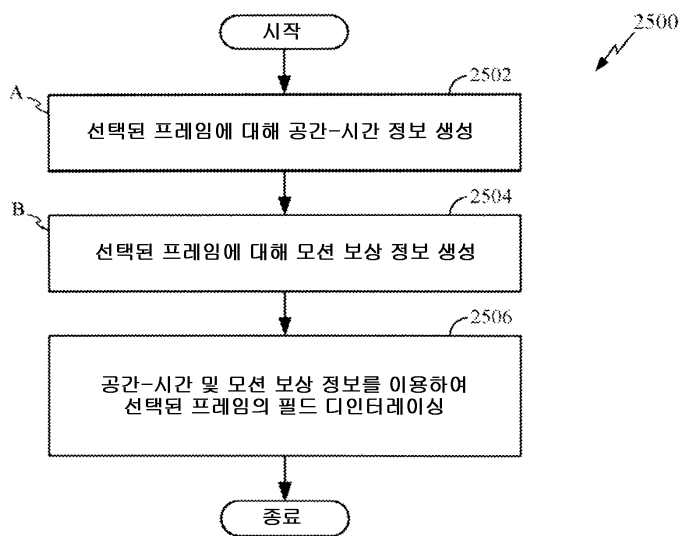 시작
2500
2502
A
선택된 프레임에 대해 공간-시간 정보 생성
2504
B
선택된 프레임에 대해 모션 보상 정보 생성
2506
공간-시간 및 모션 보상 정보를 이용하여
선택된 프레임의 필드 디인터레이싱
종료